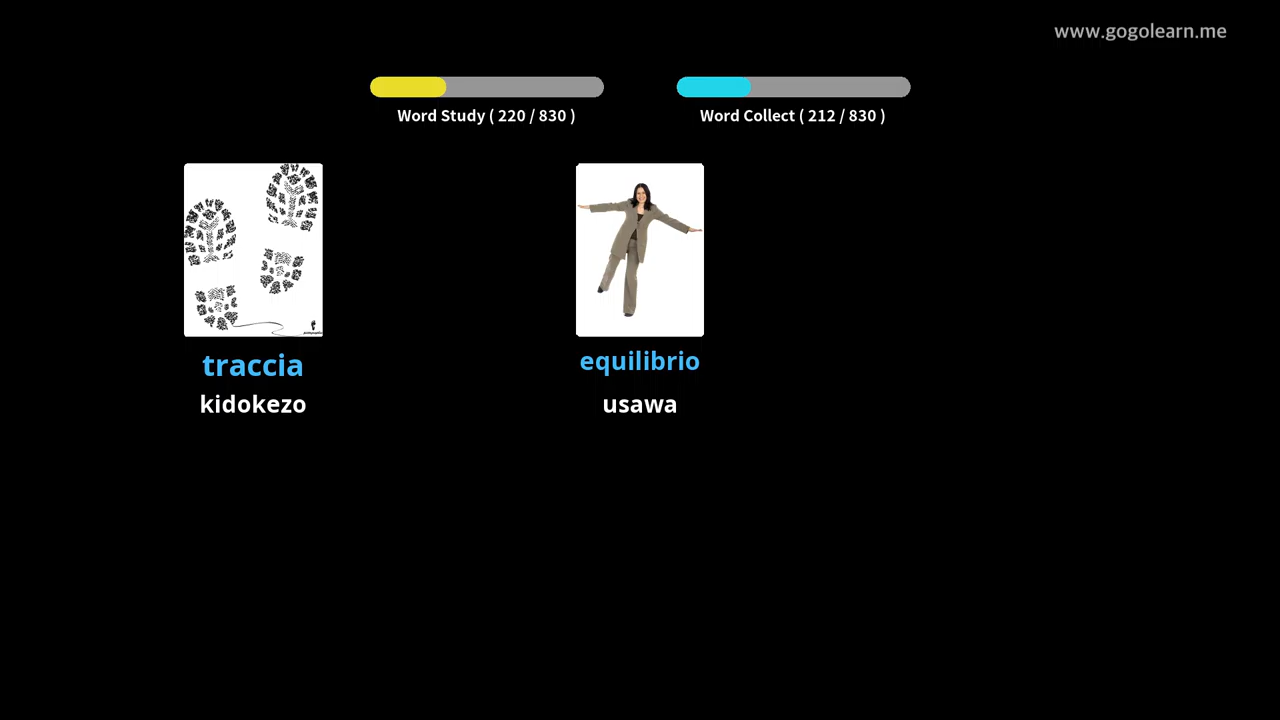 www.gogolearn.me
Word Study ( 220 / 830 )
Word Collect ( 212 / 830 )
traccia
kidokezo
equilibrio
usawa